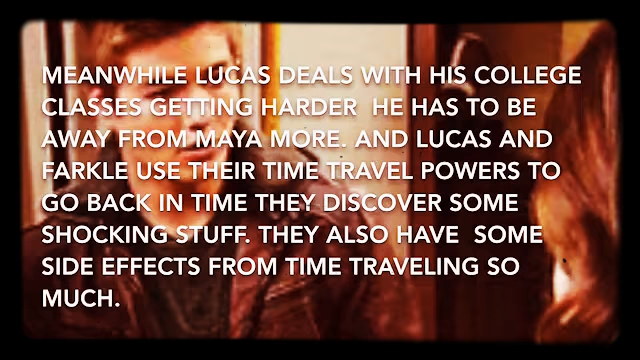 MEANWHILE LUCAS DEALS WITH HIS COLLEGE
CLASSES GETTING HARDER  HE HAS TO BE
AWAY FROM MAYA MORE. AND LUCAS AND
FARKLE USE THEIR TIME TRAVEL POWERS TO
GO BACK IN TIME THEY DISCOVER SOME
SHOCKING STUFF. THEY ALSO HAVE  SOME
SIDE EFFECTS FROM TIME TRAVELING SO
MUCH.